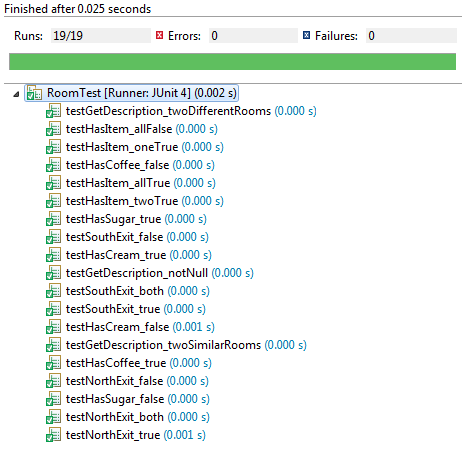 Finished after 0.025 seconds
Runs: 19/19 Errors: 0 Failures: 0
RoomTest [Runner: JUnit 4] (0.002 s)
testGetDescription_twoDifferentRooms (0.000 s)
testHasItem_allFalse (0.000 s)
testHasItem_oneTrue (0.000 s)
testHasCoffee_false (0.000 s)
testHasItem_allTrue (0.000 s)
testHasItem_twoTrue (0.000 s)
testHasSugar_true (0.000 s)
testSouthExit_false (0.000 s)
testHasCream_true (0.000 s)
testGetDescription_notNull (0.000 s)
testSouthExit_both (0.000 s)
testSouthExit_true (0.000 s)
testHasCream_false (0.001 s)
testGetDescription_twoSimilarRooms (0.000 s)
testHasCoffee_true (0.000 s)
testNorthExit_false (0.000 s)
testHasSugar_false (0.000 s)
testNorthExit_both (0.000 s)
testNorthExit_true (0.001 s)